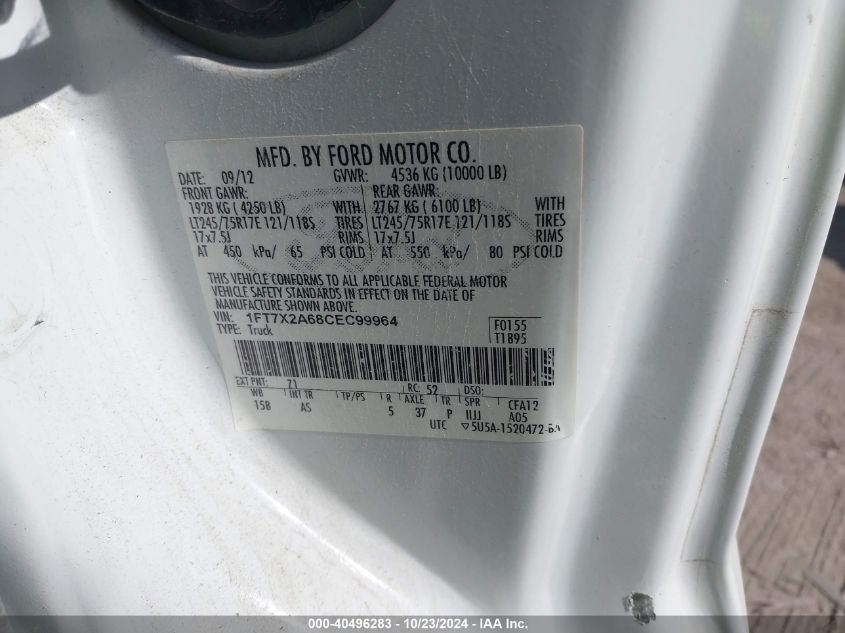 MFD. BY FORD MOTOR CO.
DATE: 09/12 GVWR: 4536 KG (10000 LB)
FRONT GAWR: REAR GAWR:
1928 KG ( 4250 LB) WITH 2767 KG ( 6100 LB) WITH
LT245/75R17E 121/118S TIRES LT245/75R17E 121/118S TIRES
17x7.5J RIMS 17x7.5J RIMS
AT 450 kPa/ 65 PSI COLD AT 550 kPa/ 80 PSI COLD
THIS VEHICLE CONFORMS TO ALL APPLICABLE FEDERAL MOTOR
VEHICLE SAFETY STANDARDS IN EFFECT ON THE DATE OF
MANUFACTURE SHOWN ABOVE.
VIN: 1FT7X2A68CEC99964 F0155
TYPE: Truck T1895
EXT PNT: 71 RC: 52 DSO:
WB INT TR TP/PS R AXLE TR SPR CFA12
158 AS 5 37 P IIJJ A05
UTC ▽5U5A-1520472-
000-40496283 - 10/23/2024 - IAA Inc.